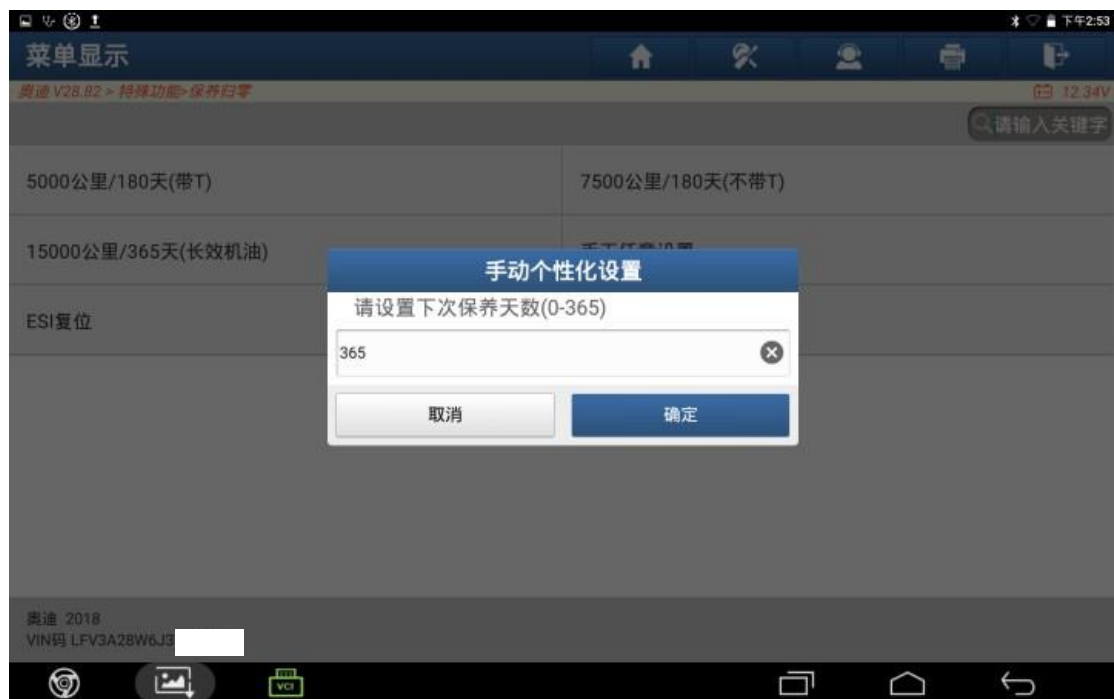 下午2:53
菜单显示
奥迪 V28.82 > 特殊功能>保养归零
12.34V
请输入关键字
5000公里/180天(带T)
7500公里/180天(不带T)
15000公里/365天(长效机油)
手动个性化设置
请设置下次保养天数(0-365)
ESI复位
365
取消
确定
奥迪 2018
VIN码 LFV3A28W6J3
VCI